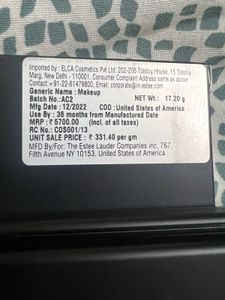 Imported by : ELCA Cosmetics Pvt Ltd. 202-206 Tolstoy House, 15 Tolstoy
Marg, New Delhi - 110001. Consumer Complaint Address as above
Contact: +91-22-61479800, Email: corporate@in.estee.com
Generic Name : Makeup
Batch No: AC2 N.Wt : 17.20 g
Mfg Date : 12/2022 COO : United States of America
Use By : 36 months from Manufactured Date
MRP : ₹ 5700.00 (Incl. of all taxes)
RC No: COS001/13
UNIT SALE PRICE : ₹ 331.40 per gm
MFD By/For: The Estee Lauder Companies inc, 767,
Fifth Avenue NY 10153, United States of America